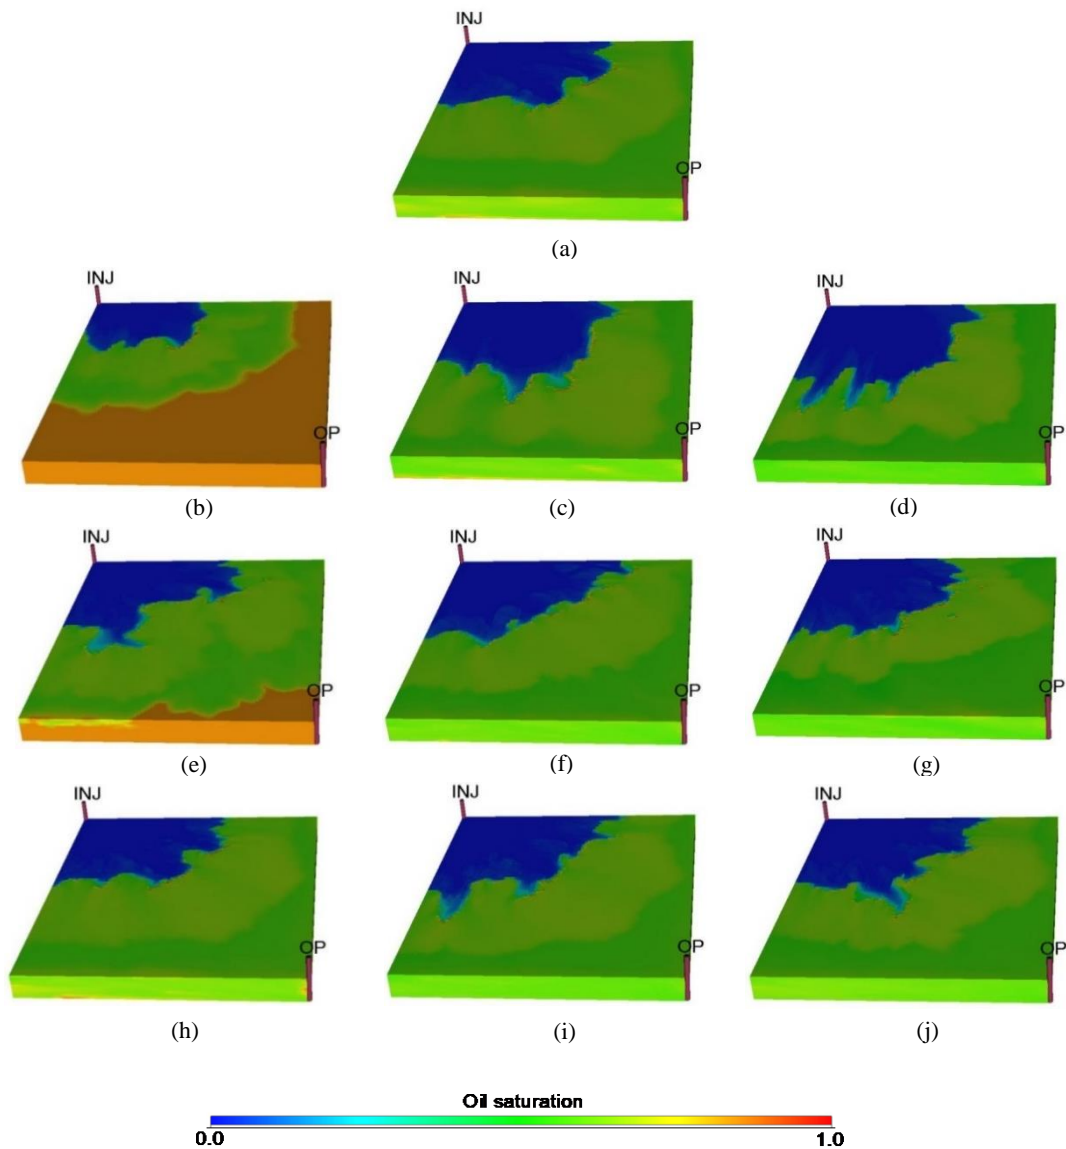 INJ
OP
(a)
INJ
OP
(b)
INJ
OP
(c)
INJ
OP
(d)
INJ
OP
(e)
INJ
OP
(f)
INJ
OP
(g)
INJ
OP
(h)
INJ
OP
(i)
INJ
OP
(j)
Oil saturation
0.0 1.0